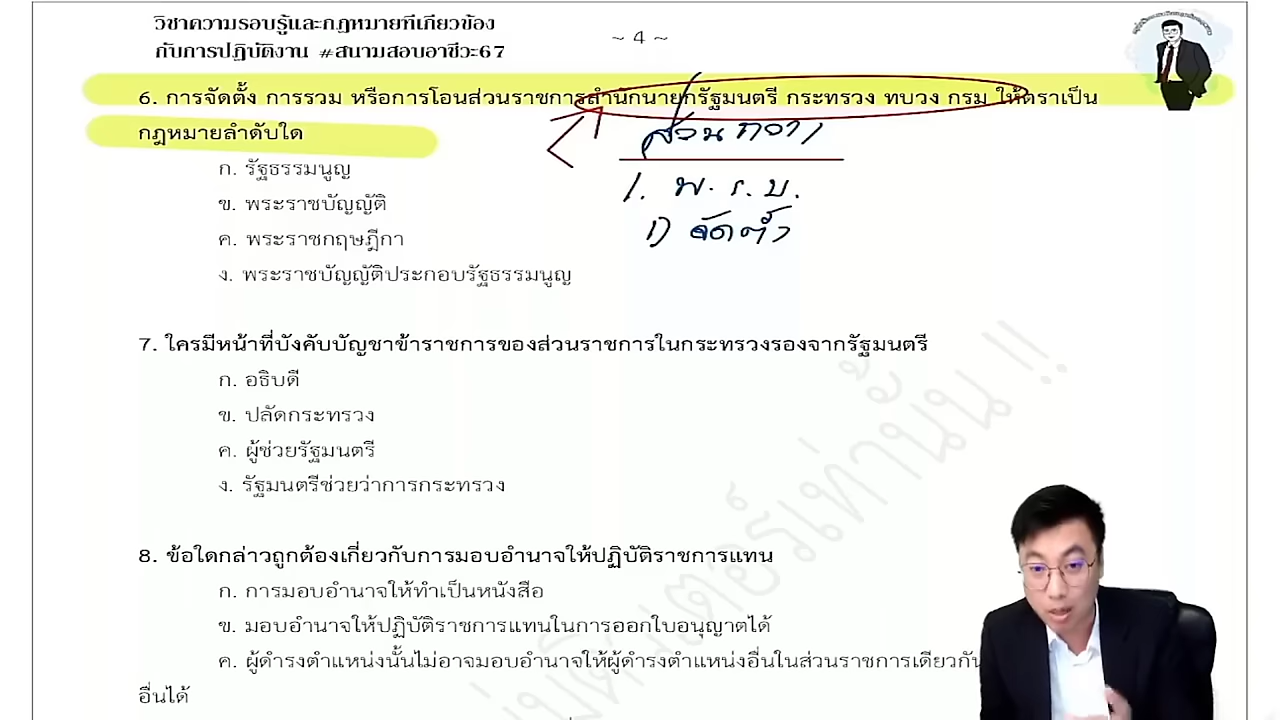 วิชาความรอบรู้และกฎหมายที่เกี่ยวข้อง
กับการปฏิบัติงาน #สนามสอบอาชีวะ67
~ 4 ~
6. การจัดตั้ง การรวม หรือการโอนส่วนราชการสำนักนายกรัฐมนตรี กระทรวง ทบวง กรม ให้ตราเป็น
กฎหมายลำดับใด
ส่วนกลาง
ก. รัฐธรรมนูญ
1. พ.ร.บ.
ข. พระราชบัญญัติ
1) จัดตั้ง
ค. พระราชกฤษฎีกา
ง. พระราชบัญญัติประกอบรัฐธรรมนูญ
7. ใครมีหน้าที่บังคับบัญชาข้าราชการของส่วนราชการในกระทรวงรองจากรัฐมนตรี
ก. อธิบดี
ข. ปลัดกระทรวง
ค. ผู้ช่วยรัฐมนตรี
ง. รัฐมนตรีช่วยว่าการกระทรวง
8. ข้อใดกล่าวถูกต้องเกี่ยวกับการมอบอำนาจให้ปฏิบัติราชการแทน
ก. การมอบอำนาจให้ทำเป็นหนังสือ
ข. มอบอำนาจให้ปฏิบัติราชการแทนในการออกใบอนุญาตได้
ค. ผู้ดำรงตำแหน่งนั้นไม่อาจมอบอำนาจให้ผู้ดำรงตำแหน่งอื่นในส่วนราชการเดียวกัน
อื่นได้